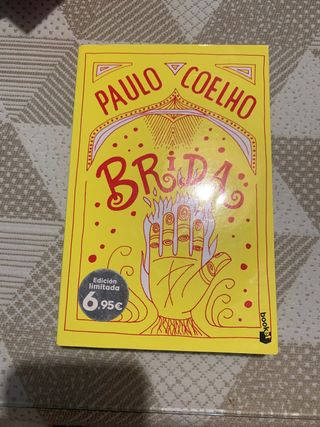 PAULO COELHO
BRIDA
Edición
limitada
6,95€
booket